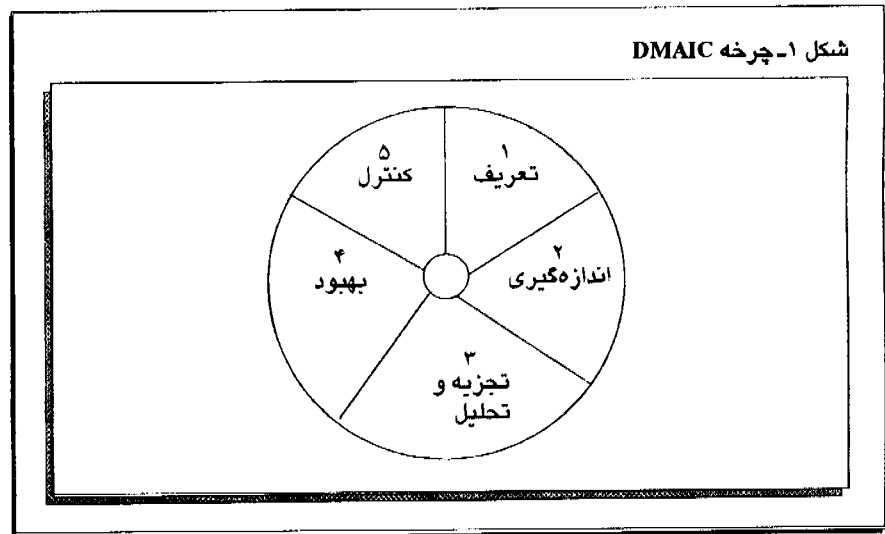 شکل ۱ـ چرخه DMAIC
۱
تعریف
۲
اندازه‌گیری
۳
تجزیه و
تحلیل
۴
بهبود
۵
کنترل